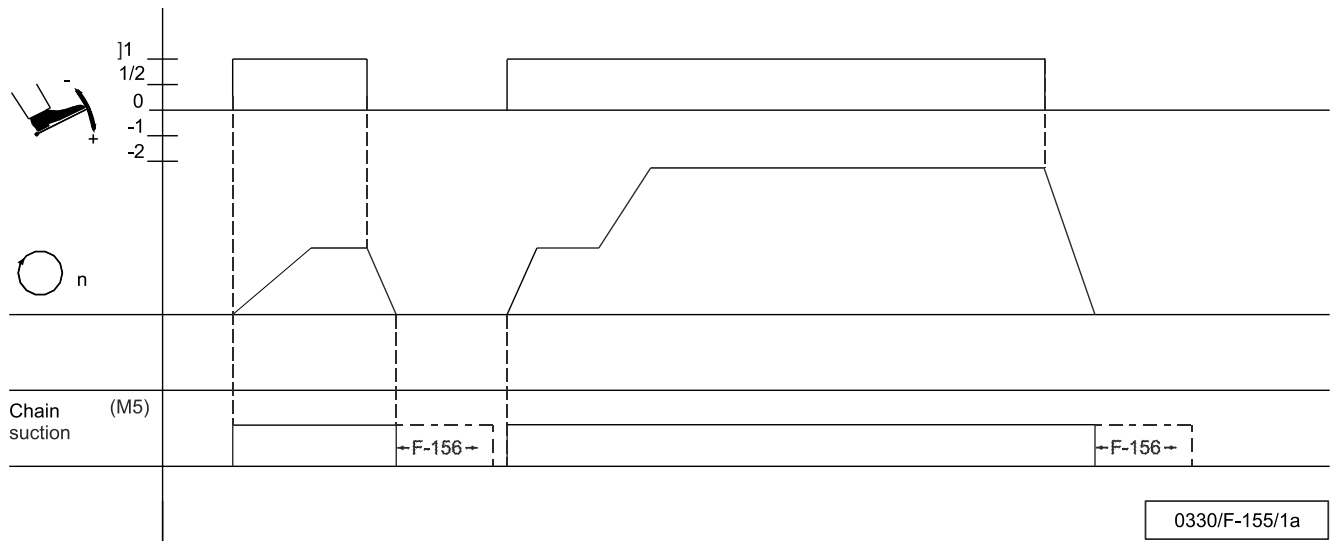 ]1
1/2
-
0
-1
+
-2
n
Chain (M5)
suction
F-156 F-156
0330/F-155/1a